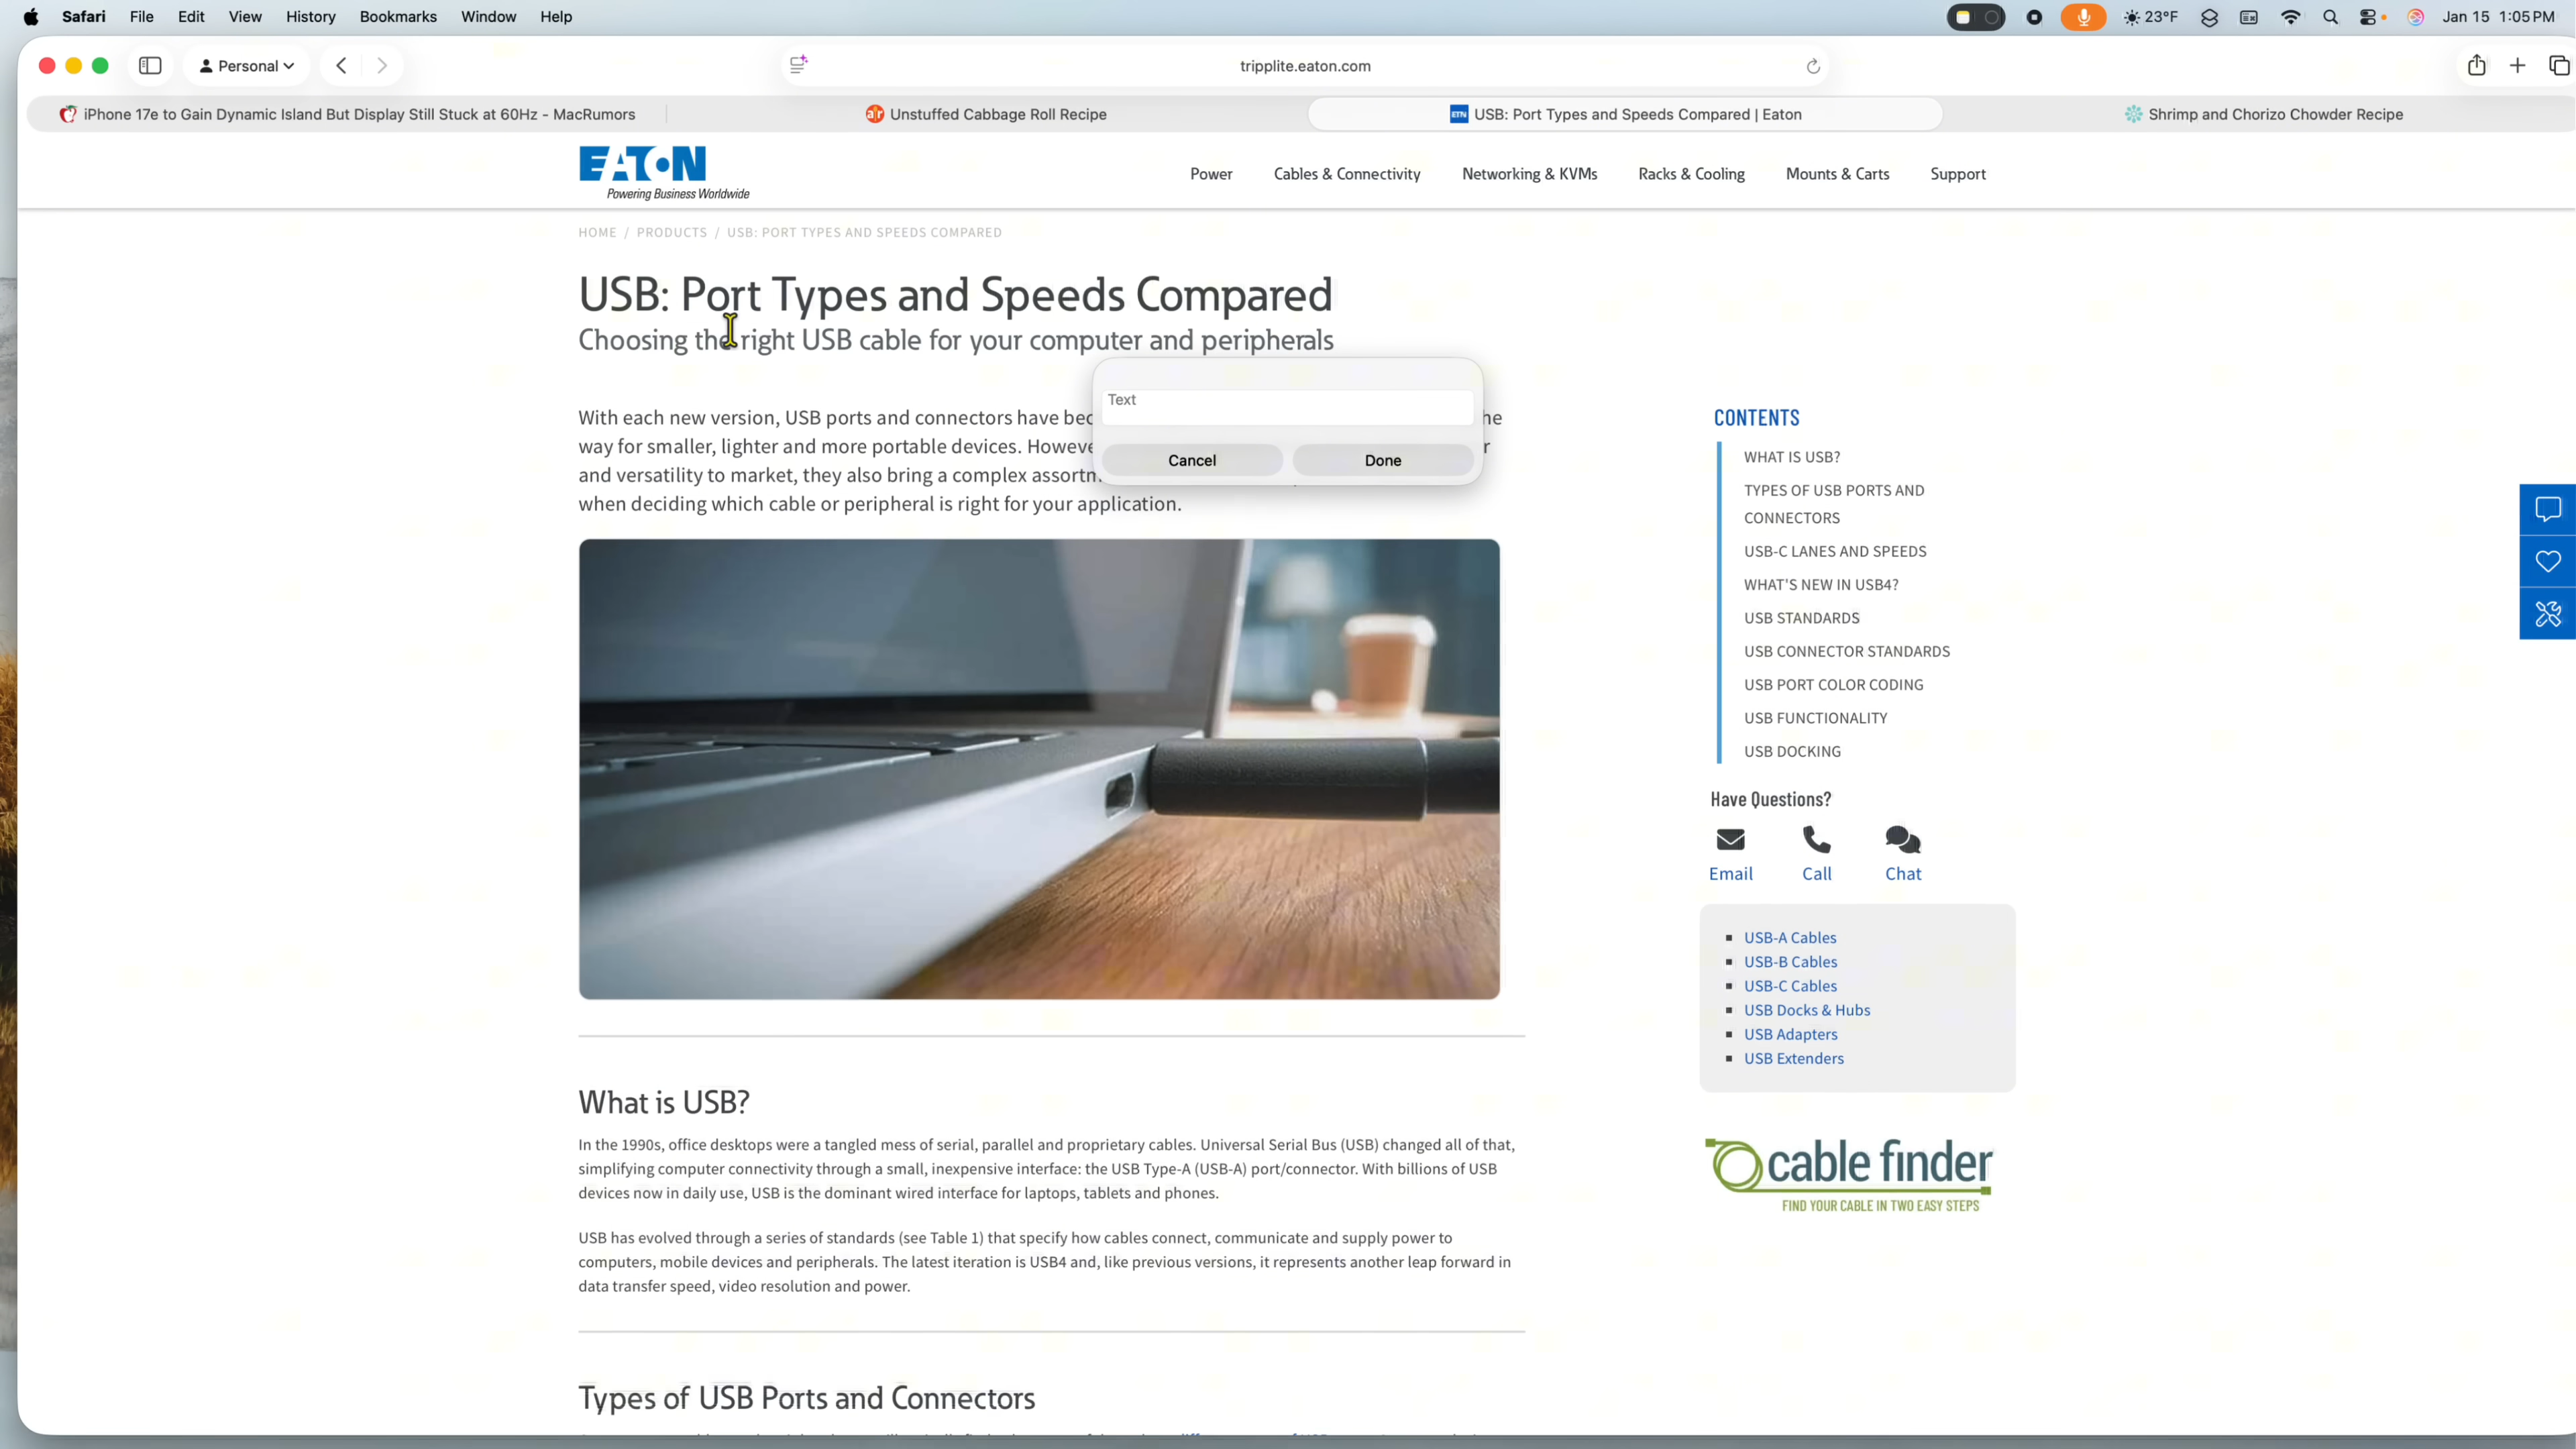 Safari File Edit View History Bookmarks Window Help 23°F Jan 15 1:05 PM
Personal tripplite.eaton.com
iPhone 17e to Gain Dynamic Island But Display Still Stuck at 60Hz - MacRumors Unstuffed Cabbage Roll Recipe ETN USB: Port Types and Speeds Compared | Eaton Shrimp and Chorizo Chowder Recipe
EATON
Powering Business Worldwide
Power Cables & Connectivity Networking & KVMs Racks & Cooling Mounts & Carts Support
HOME / PRODUCTS / USB: PORT TYPES AND SPEEDS COMPARED
USB: Port Types and Speeds Compared
Choosing the right USB cable for your computer and peripherals
With each new version, USB ports and connectors have
way for smaller, lighter and more portable devices.
and versatility to market, they also bring a complex
when deciding which cable or peripheral is right for your application.
Text
Cancel Done
CONTENTS
WHAT IS USB?
TYPES OF USB PORTS AND
CONNECTORS
USB-C LANES AND SPEEDS
WHAT'S NEW IN USB4?
USB STANDARDS
USB CONNECTOR STANDARDS
USB PORT COLOR CODING
USB FUNCTIONALITY
USB DOCKING
Have Questions?
Email Call Chat
USB-A Cables
USB-B Cables
USB-C Cables
USB Docks & Hubs
USB Adapters
USB Extenders
cable finder
FIND YOUR CABLE IN TWO EASY STEPS
What is USB?
In the 1990s, office desktops were a tangled mess of serial, parallel and proprietary cables. Universal Serial Bus (USB) changed all of that,
simplifying computer connectivity through a small, inexpensive interface: the USB Type-A (USB-A) port/connector. With billions of USB
devices now in daily use, USB is the dominant wired interface for laptops, tablets and phones.
USB has evolved through a series of standards (see Table 1) that specify how cables connect, communicate and supply power to
computers, mobile devices and peripherals. The latest iteration is USB4 and, like previous versions, it represents another leap forward in
data transfer speed, video resolution and power.
Types of USB Ports and Connectors